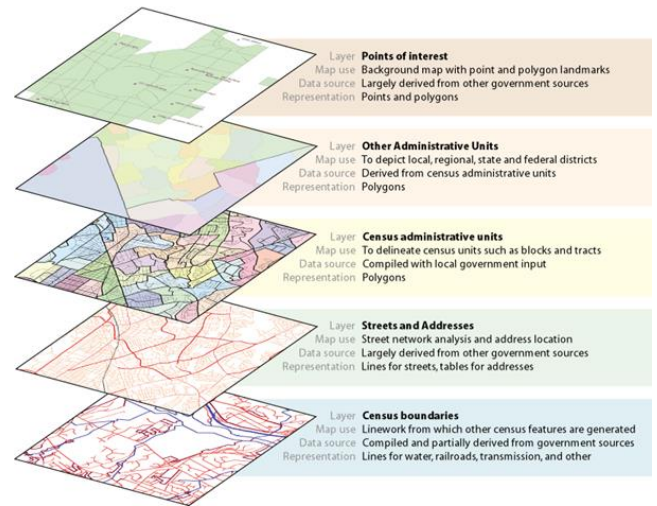 Layer Points of interest
Map use Background map with point and polygon landmarks
Data source Largely derived from other government sources
Representation Points and polygons
Layer Other Administrative Units
Map use To depict local, regional, state and federal districts
Data source Derived from census administrative units
Representation Polygons
Layer Census administrative units
Map use To delineate census units such as blocks and tracts
Data source Compiled with local government input
Representation Polygons
Layer Streets and Addresses
Map use Street network analysis and address location
Data source Largely derived from other government sources
Representation Lines for streets, tables for addresses
Layer Census boundaries
Map use Linework from which other census features are generated
Data source Compiled and partially derived from government sources
Representation Lines for water, railroads, transmission, and other